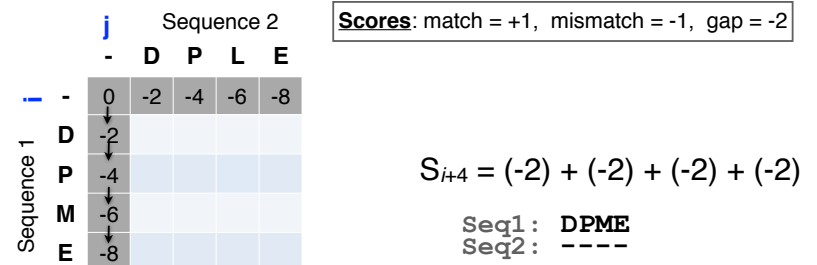 j Sequence 2
Scores: match = +1, mismatch = -1, gap = -2
- D P L E
i - 0 -2 -4 -6 -8
Sequence 1
D -2
P -4
M -6
E -8
Si+4 = (-2) + (-2) + (-2) + (-2)
Seq1: DPME
Seq2: ----